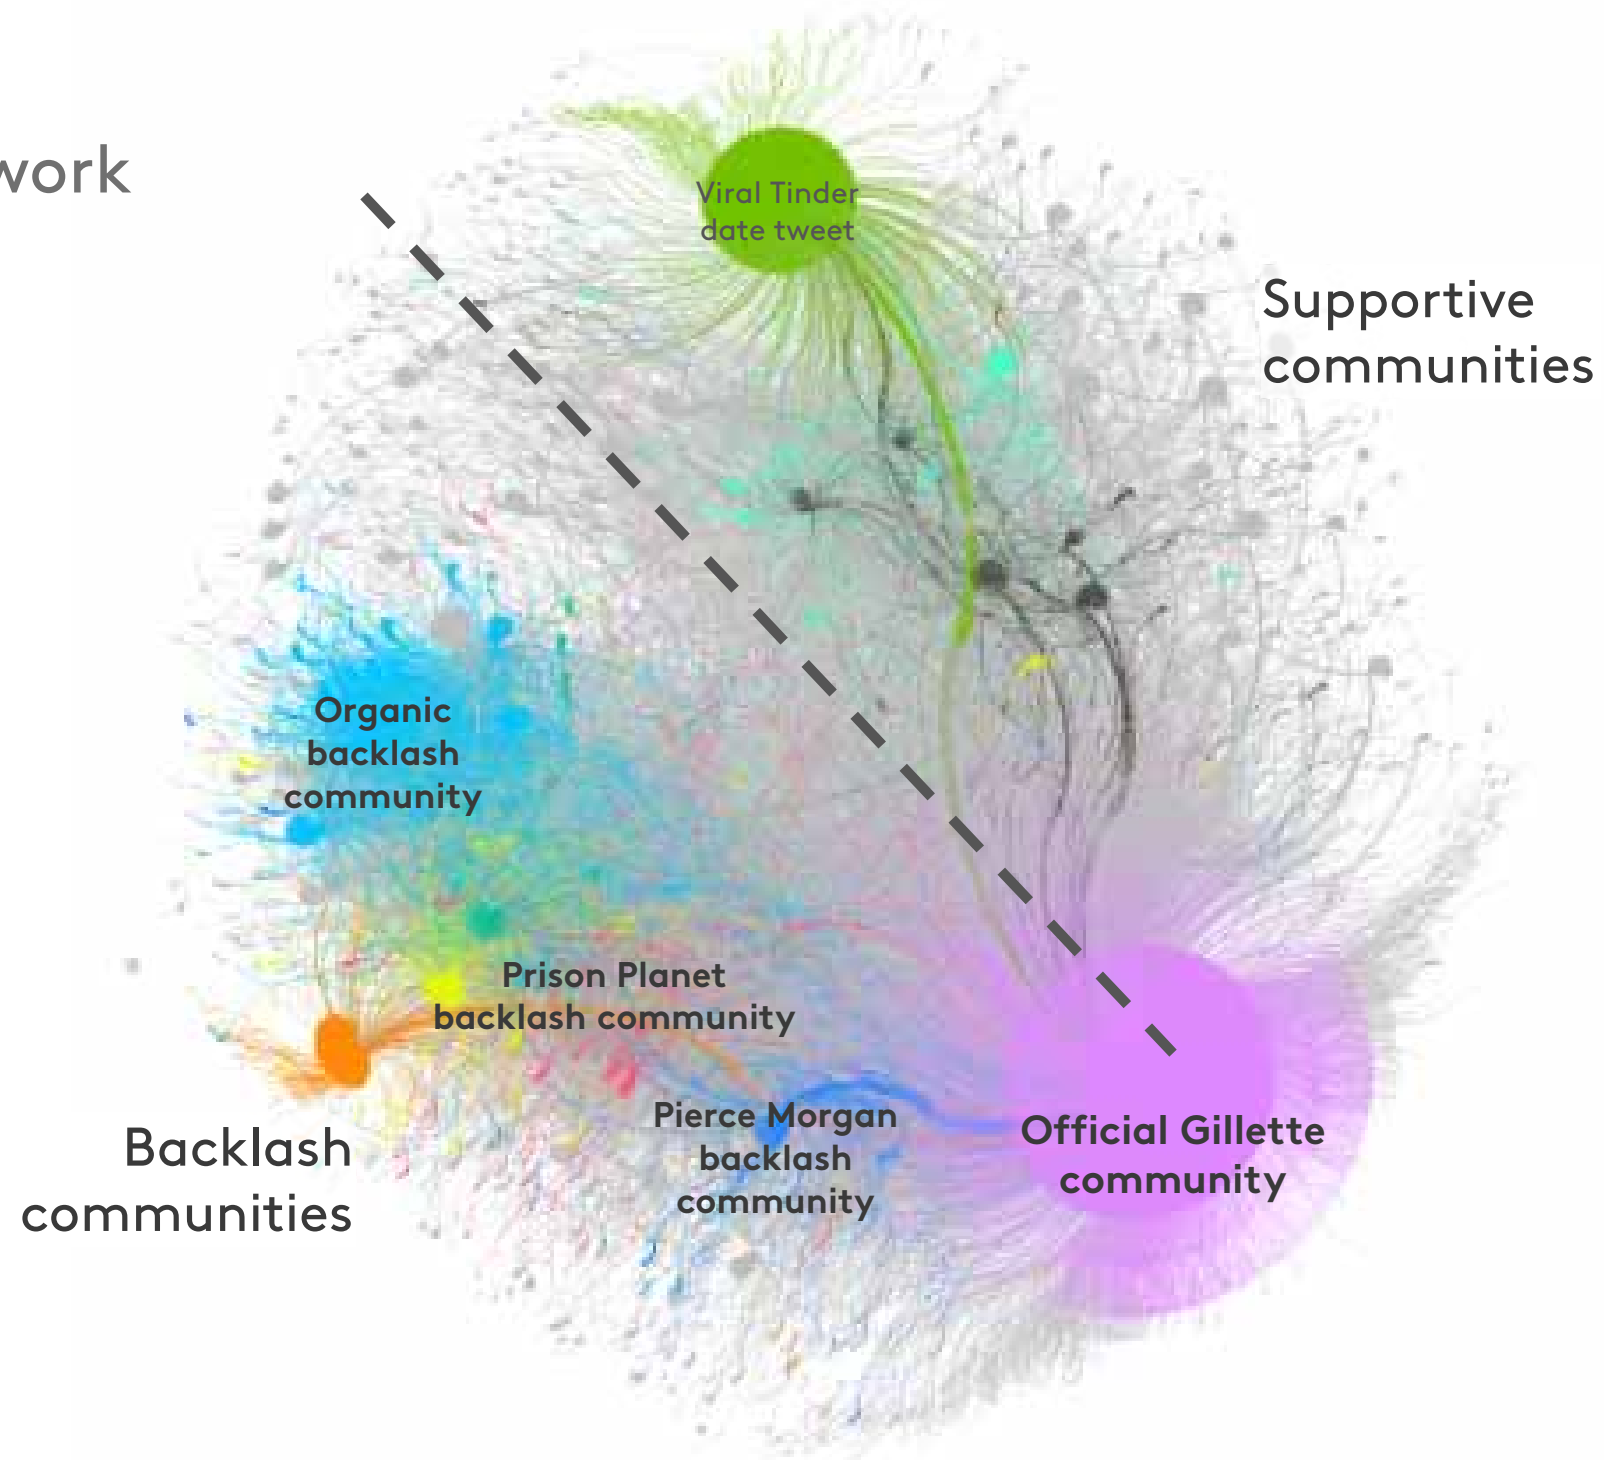 work
Viral Tinder
date tweet
Supportive
communities
Organic
backlash
community
Prison Planet
backlash community
Pierce Morgan
backlash
community
Official Gillette
community
Backlash
communities